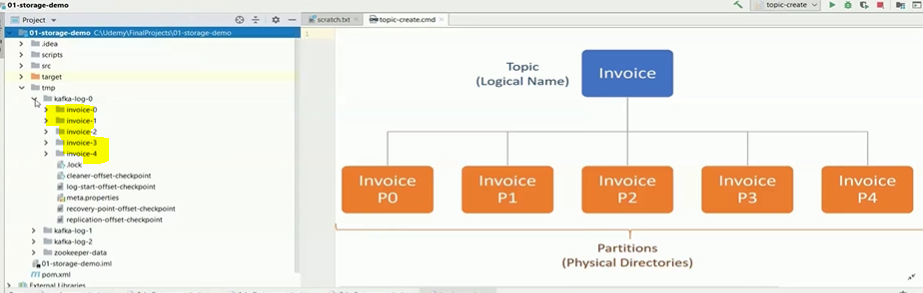 01-storage-demo
topic-create
Project
scratch.txt
topic-create.cmd
01-storage-demo C:\Udemy\FinalProjects\01-storage-demo
.idea
scripts
src
target
tmp
kafka-log-0
invoice-0
invoice-1
invoice-2
invoice-3
invoice-4
.lock
cleaner-offset-checkpoint
log-start-offset-checkpoint
meta.properties
recovery-point-offset-checkpoint
replication-offset-checkpoint
kafka-log-1
kafka-log-2
zookeeper-data
01-storage-demo.iml
pom.xml
External Libraries
1
Topic
(Logical Name)
Invoice
Invoice
P0
Invoice
P1
Invoice
P2
Invoice
P3
Invoice
P4
Partitions
(Physical Directories)